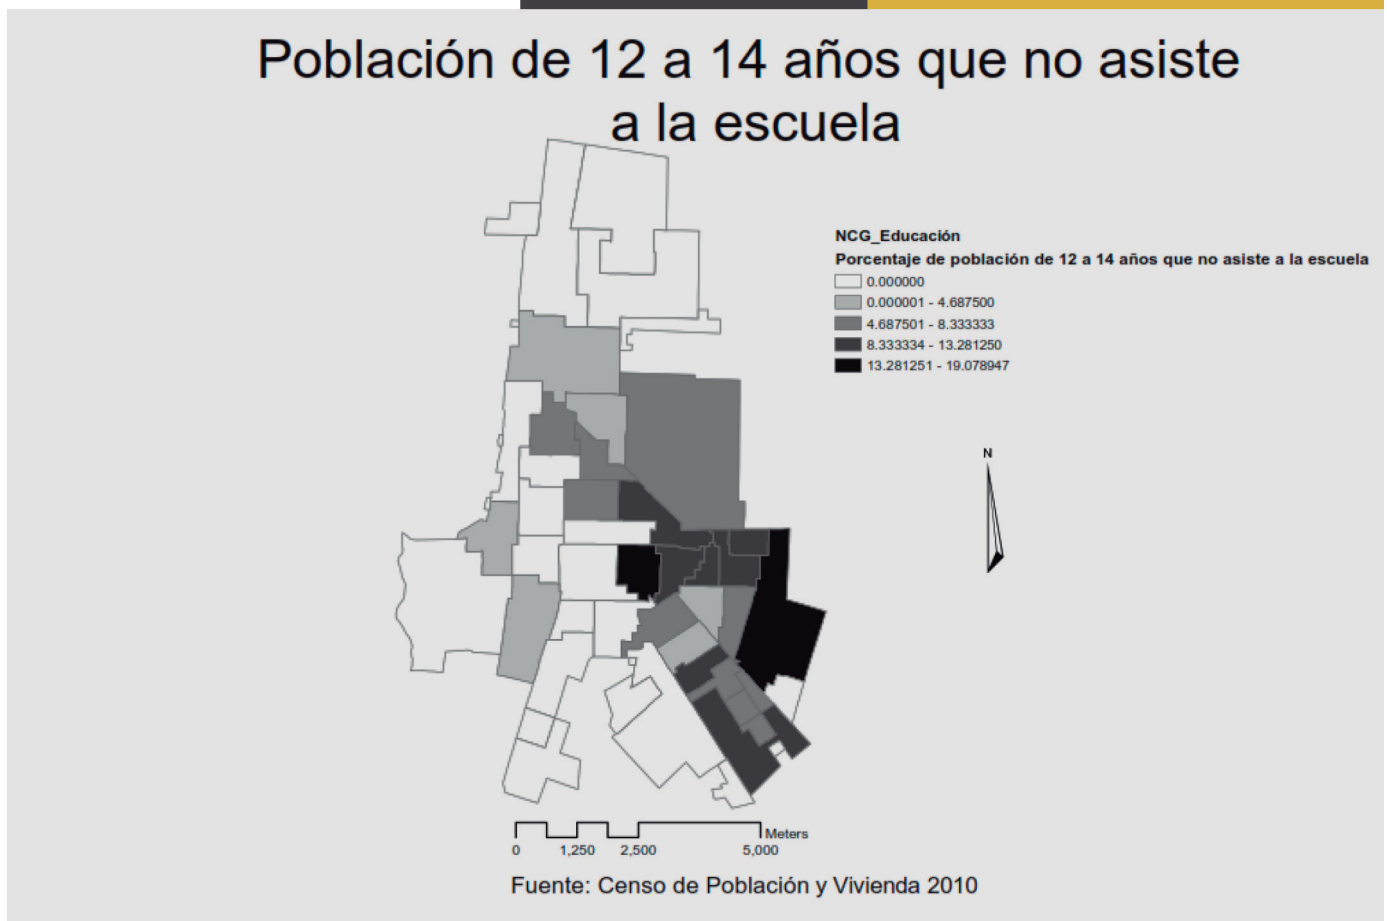 Población de 12 a 14 años que no asiste
a la escuela
NCG_Educación
Porcentaje de población de 12 a 14 años que no asiste a la escuela
0.000000
0.000001 - 4.687500
4.687501 - 8.333333
8.333334 - 13.281250
13.281251 - 19.078947
N
Meters
0 1,250 2,500 5,000
Fuente: Censo de Población y Vivienda 2010